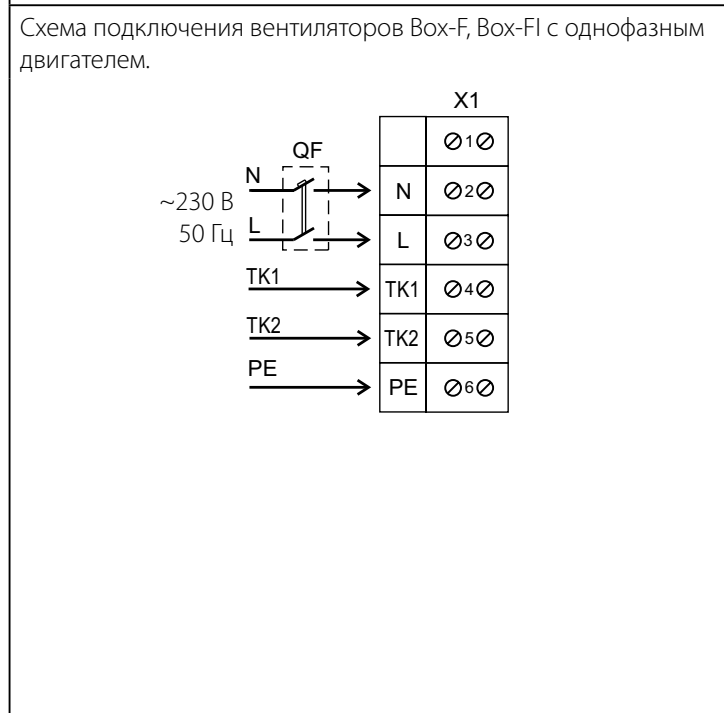 Схема подключения вентиляторов Box-F, Box-FI с однофазным
двигателем.
X1
1
QF
N
N
2
~230 В
50 Гц
L
L
3
TK1
TK1
4
TK2
TK2
5
PE
PE
6